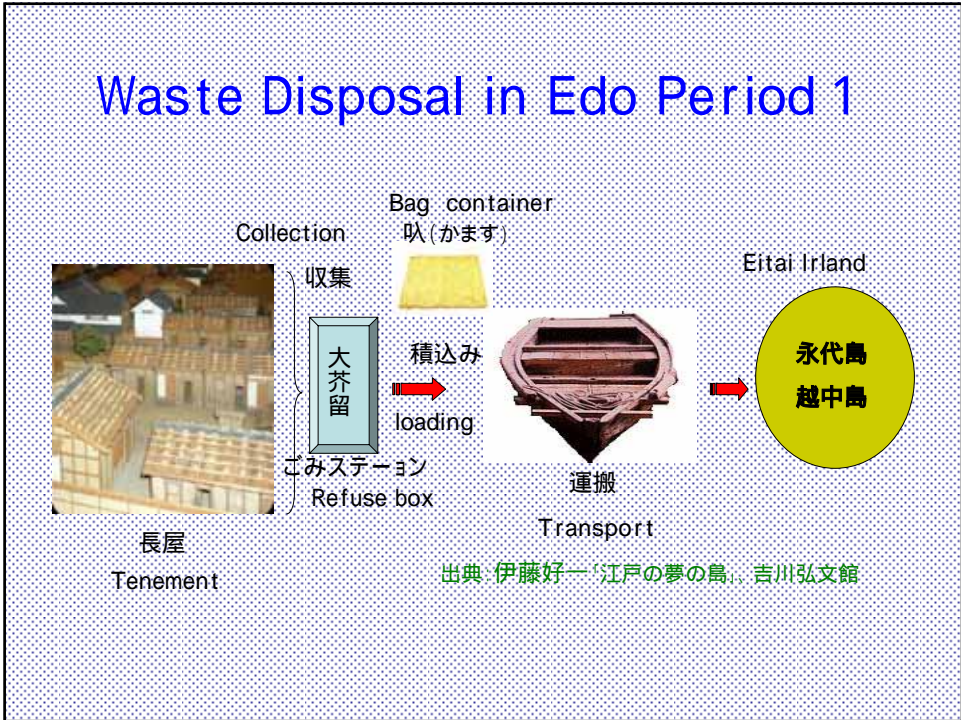 Waste Disposal in Edo Period 1
Bag container
Collection
叺(かます)
収集
Eitai Irland
大芥留
積込み
loading
永代島
越中島
ごみステーョン
Refuse box
運搬
Transport
長屋
Tenement
出典:伊藤好一「江戸の夢の島」、吉川弘文館